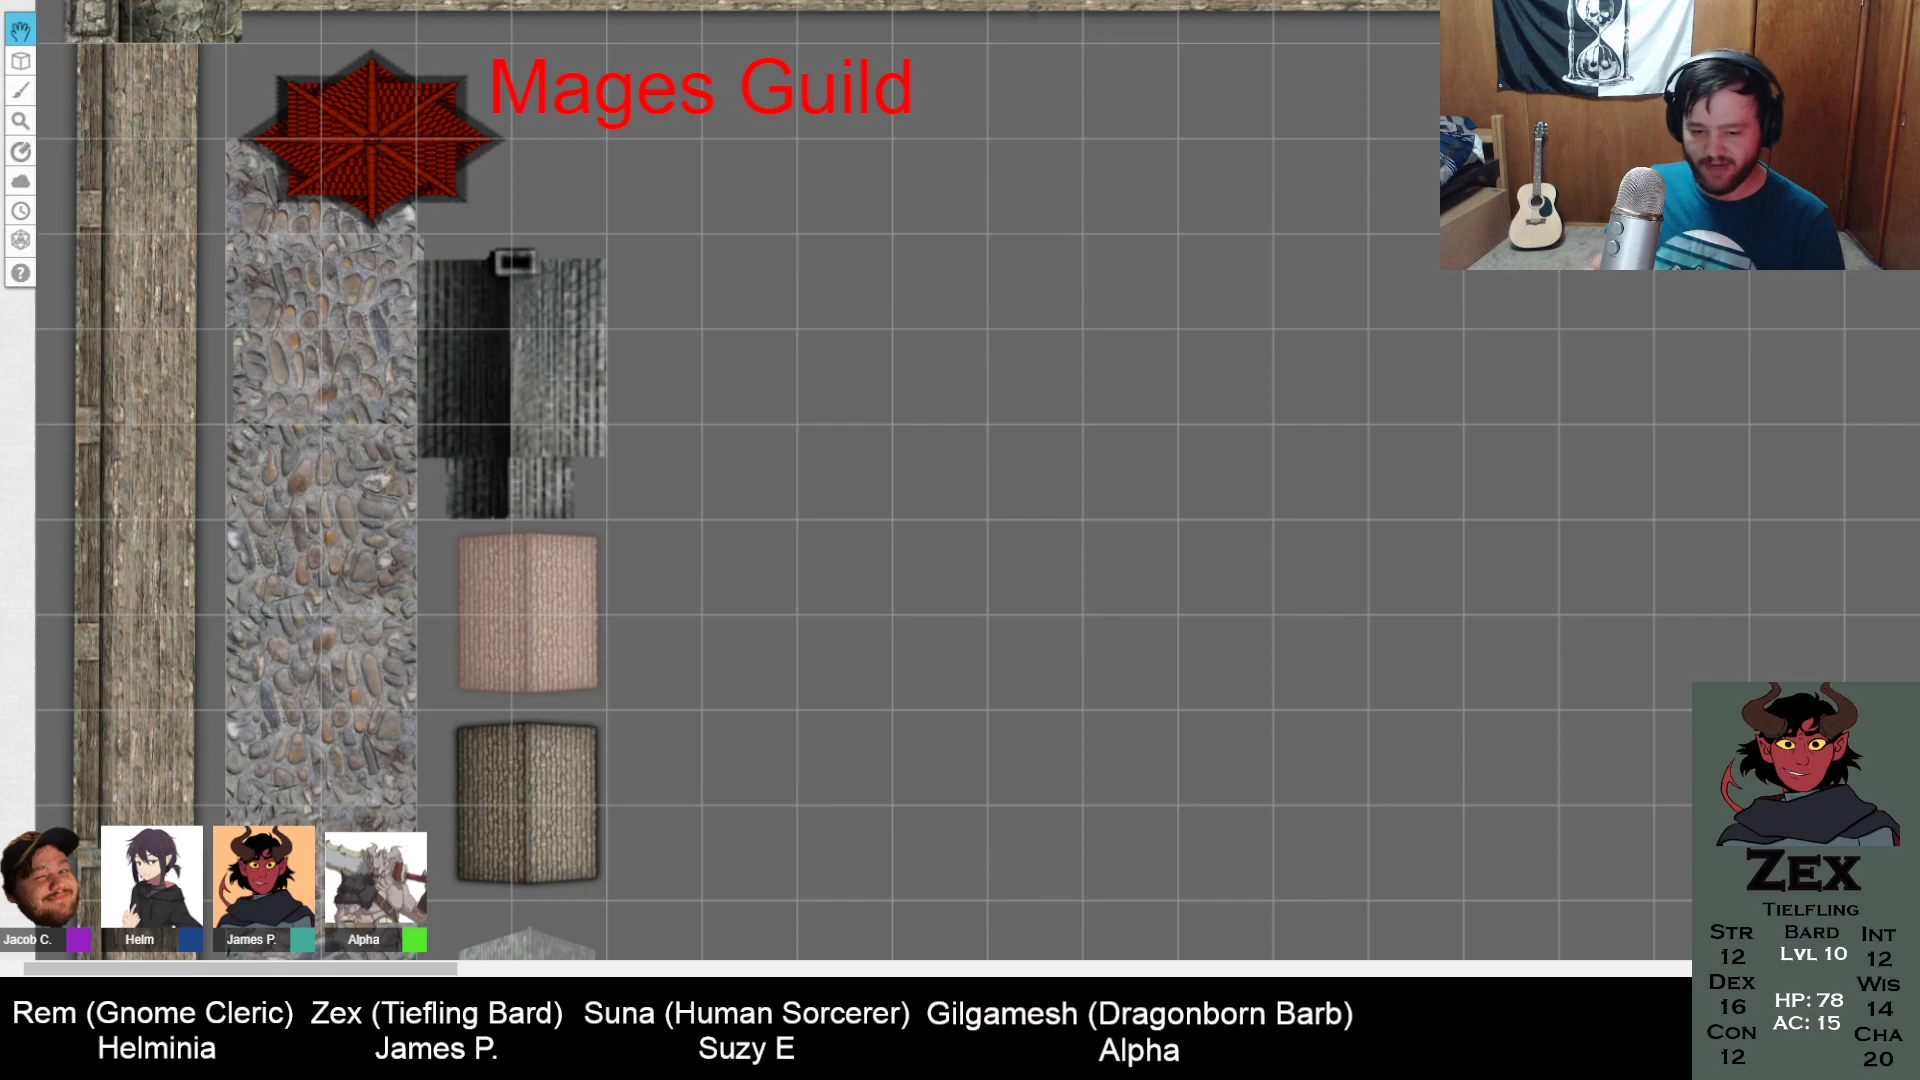 Mages Guild
Jacob C.
Helm
James P.
Alpha
Rem (Gnome Cleric)
Helminia
Zex (Tiefling Bard)
James P.
Suna (Human Sorcerer)
Suzy E
Gilgamesh (Dragonborn Barb)
Alpha
Zex
Tielfling
Bard
Lvl 10
STR
12
DEX
16
CON
12
HP: 78
AC: 15
INT
12
WIS
14
CHA
20